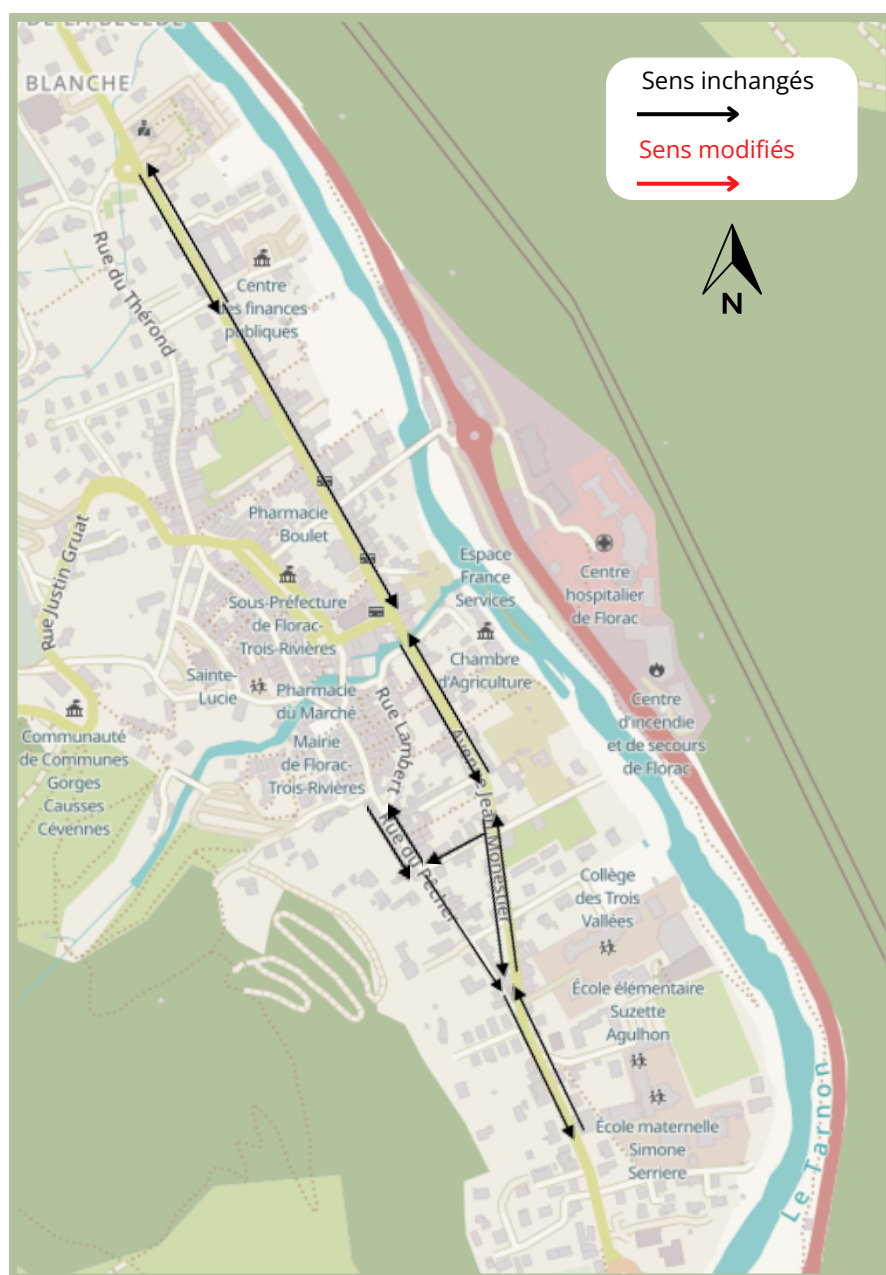 DE LA BECEDE
BLANCHE
Sens inchangés
Sens modifiés
N
Rue du Thérond
Centre
des finances
publiques
Rue Justin Gruat
Pharmacie
Boulet
Espace
France
Services
Centre
hospitalier
de Florac
Sous-Préfecture
de Florac-
Trois-Rivières
Chambre
d'Agriculture
Sainte-
Lucie
Pharmacie
du Marché
Rue Lambert
Centre
d'incendie
et de secours
de Florac
Communauté
de Communes
Gorges
Causses
Cévennes
Mairie
de Florac-
Trois-Rivières
Avenue Jean Monestier
Rue du Pêcher
Collège
des Trois
Vallées
École élémentaire
Suzette
Agulhon
École maternelle
Simone
Serriere
Le Tarnon